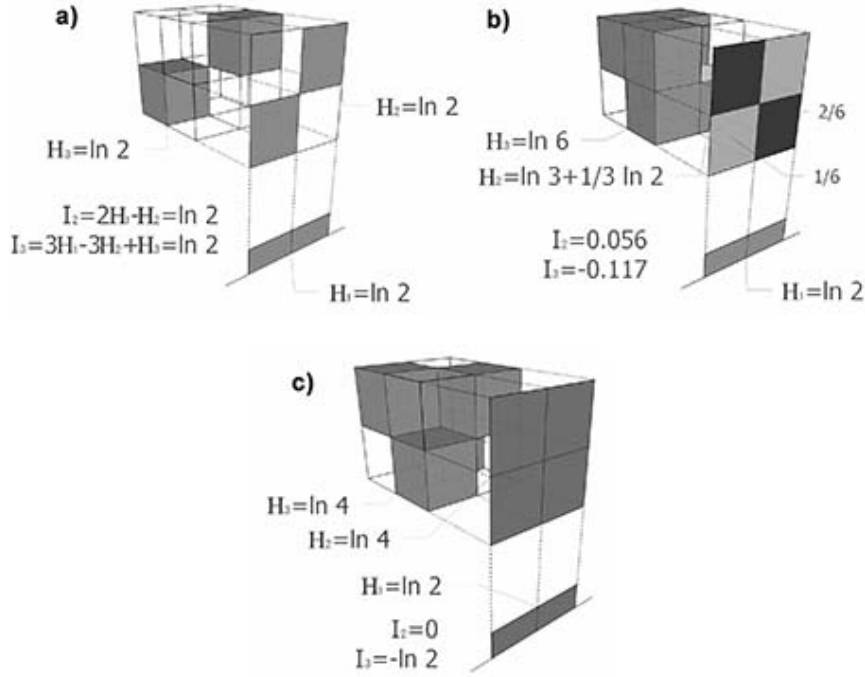 a)
H₂=ln 2
H₃=ln 2
I₂=2H₁-H₂=ln 2
I₃=3H₁-3H₂+H₃=ln 2
H₁=ln 2
b)
2/6
H₃=ln 6
H₂=ln 3+1/3 ln 2
1/6
I₂=0.056
I₃=-0.117
H₁=ln 2
c)
H₃=ln 4
H₂=ln 4
H₁=ln 2
I₂=0
I₃=-ln 2